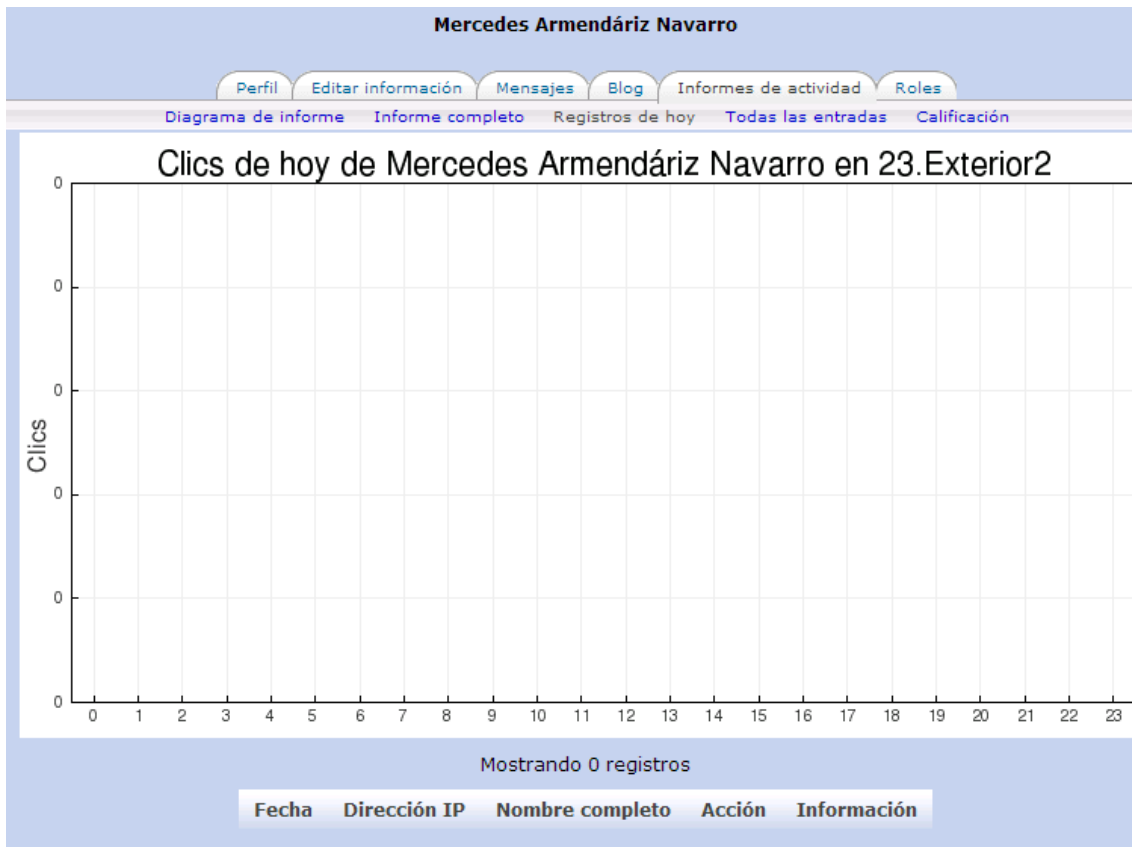 Mercedes Armendáriz Navarro
Perfil Editar información Mensajes Blog Informes de actividad Roles
Diagrama de informe Informe completo Registros de hoy Todas las entradas Calificación
Clics de hoy de Mercedes Armendáriz Navarro en 23.Exterior2
0
0
0
Clics
0
0
0
0 1 2 3 4 5 6 7 8 9 10 11 12 13 14 15 16 17 18 19 20 21 22 23
Mostrando 0 registros
Fecha Dirección IP Nombre completo Acción Información